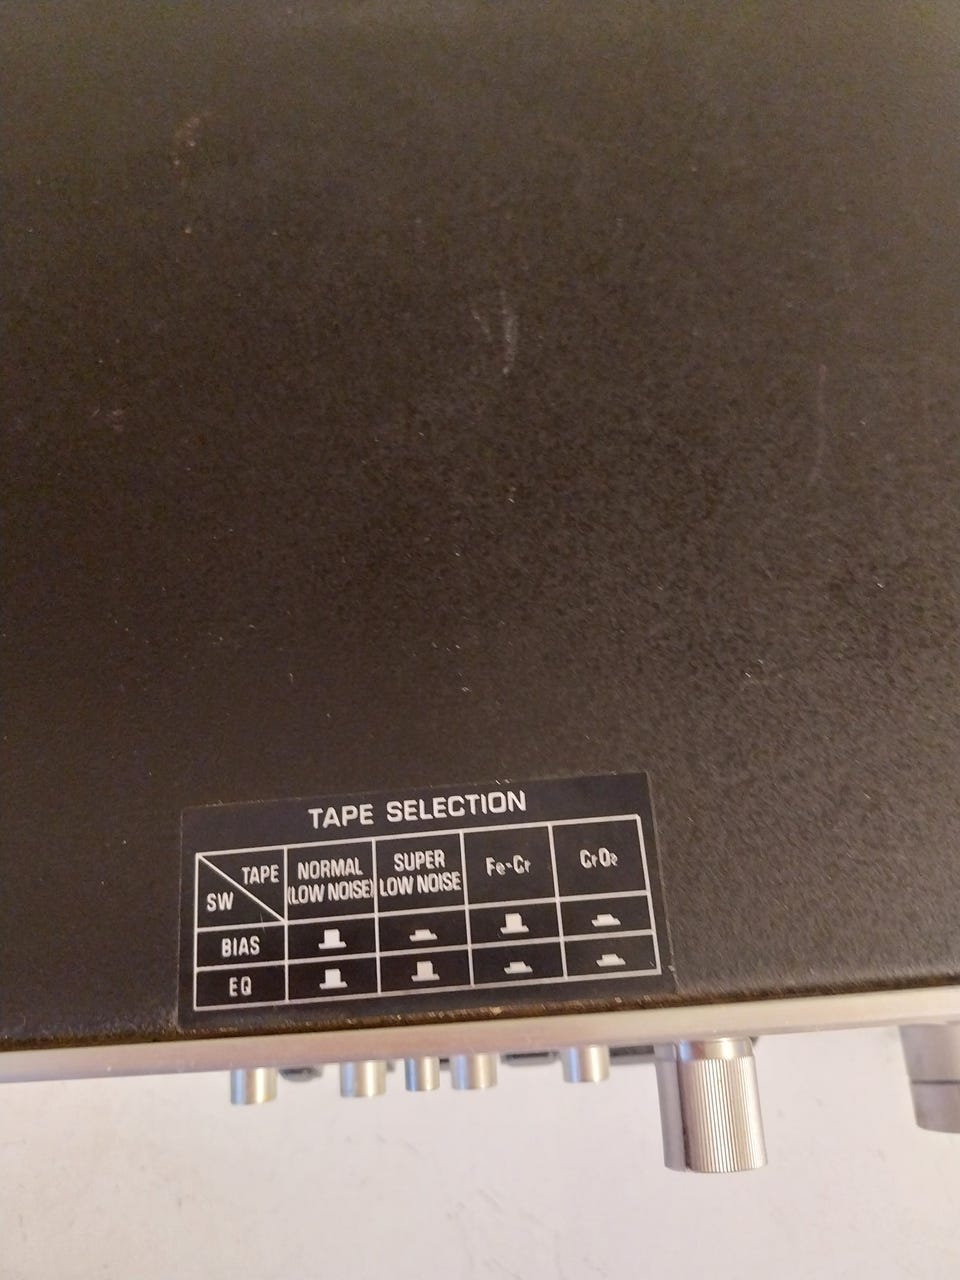 TAPE SELECTION
TAPE
SW
NORMAL
(LOW NOISE)
SUPER
LOW NOISE
Fe-Cr
CrO₂
BIAS
EQ